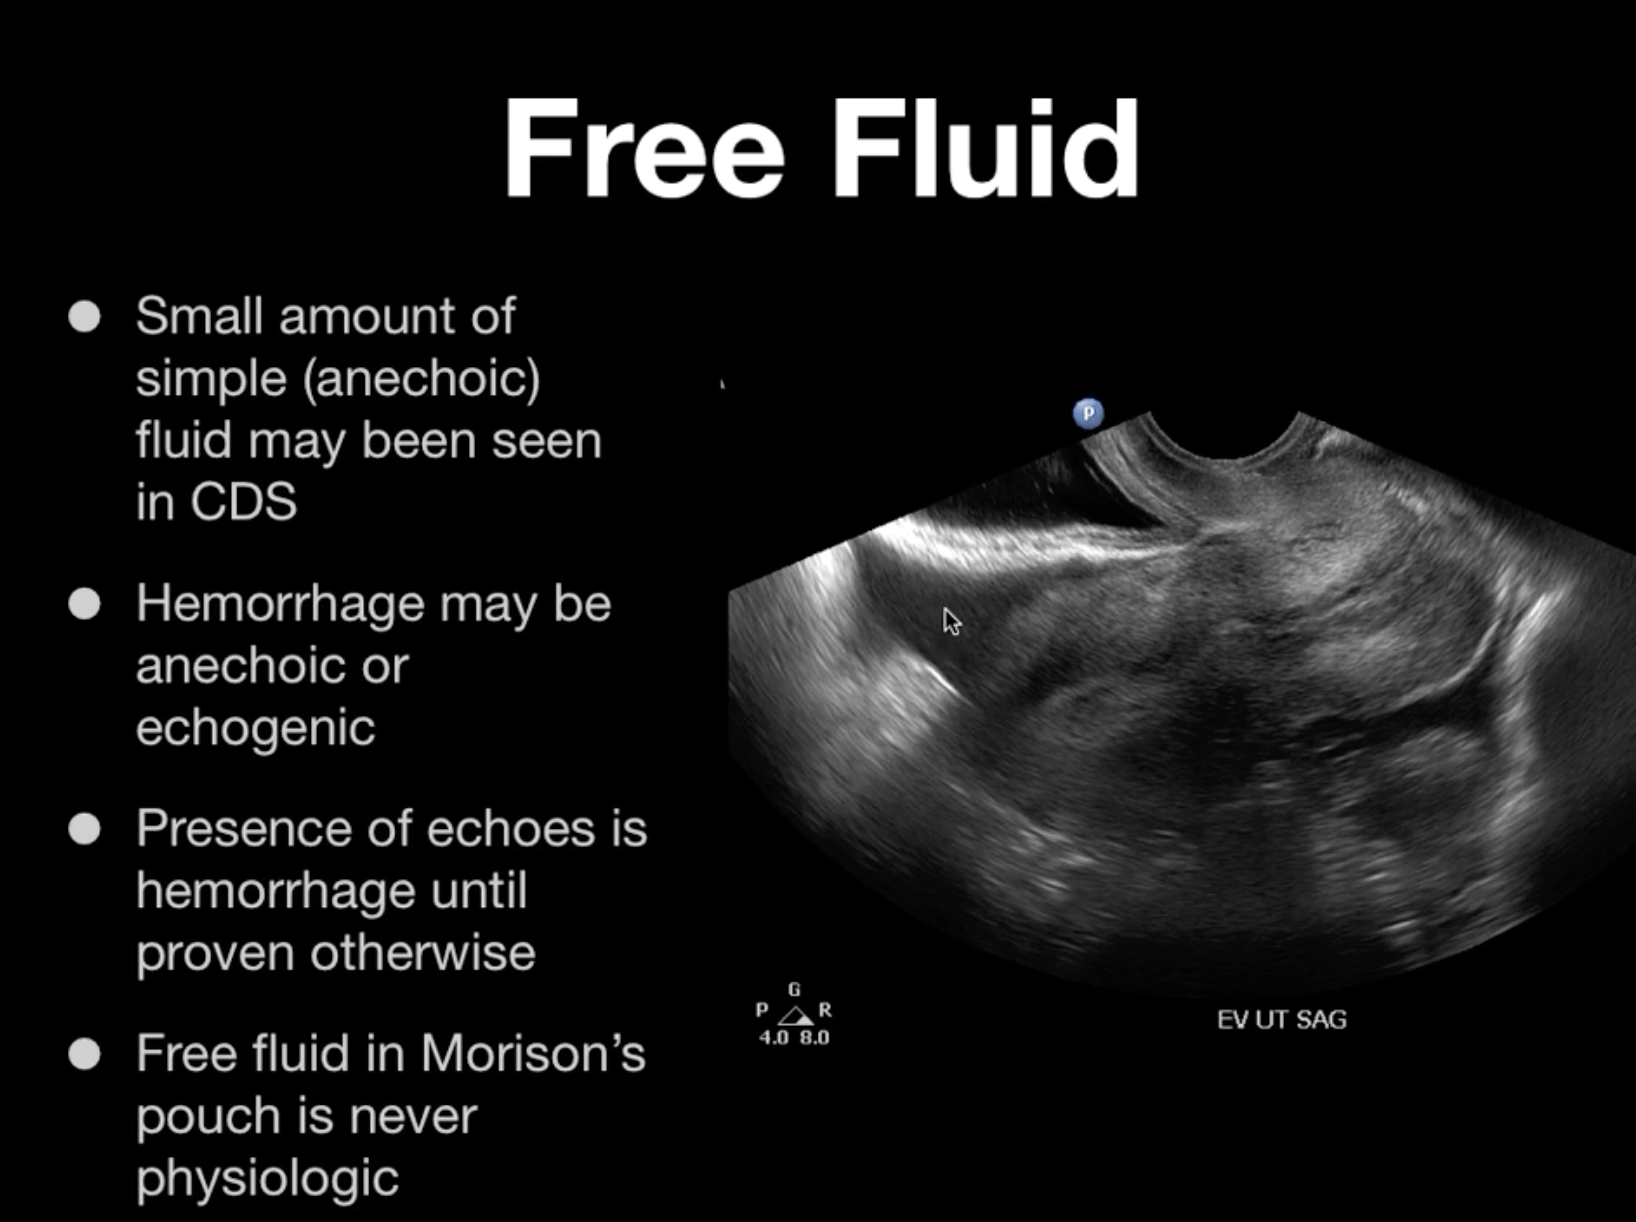 Free Fluid
● Small amount of
simple (anechoic)
fluid may been seen
in CDS
● Hemorrhage may be
anechoic or
echogenic
● Presence of echoes is
hemorrhage until
proven otherwise
● Free fluid in Morison’s
pouch is never
physiologic
P
G
P R
4.0 8.0
EV UT SAG